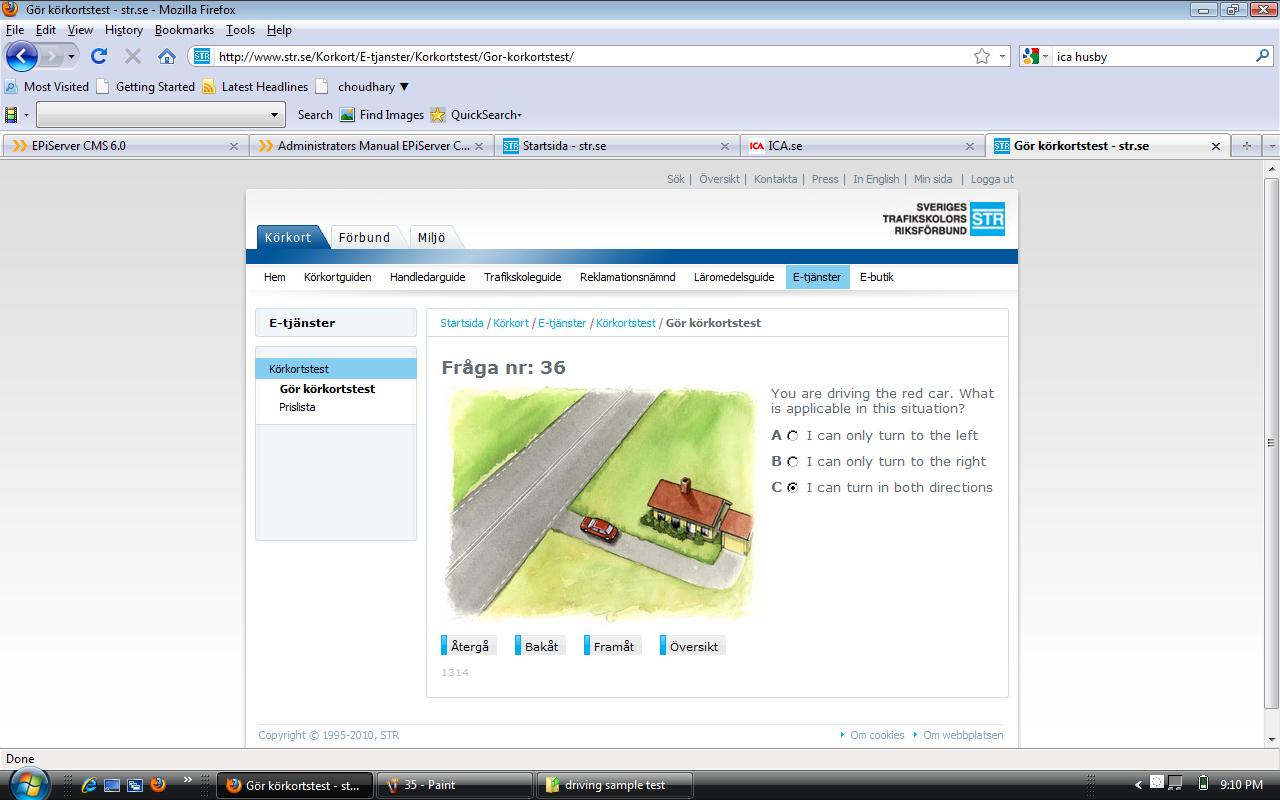 Gör körkortstest - str.se - Mozilla Firefox
File Edit View History Bookmarks Tools Help
STR http://www.str.se/Korkort/E-tjanster/Korkortstest/Gor-korkortstest/ ica husby
Most Visited Getting Started Latest Headlines choudhary
Search Find Images QuickSearch
EPiServer CMS 6.0 Administrators Manual EPiServer C... STR Startsida - str.se ICA ICA.se STR Gör körkortstest - str.se
Sök | Översikt | Kontakta | Press | In English | Min sida | Logga ut
SVERIGES
TRAFIKSKOLORS STR
RIKSFÖRBUND
Körkort Förbund Miljö
Hem Körkortguiden Handledarguide Trafikskoleguide Reklamationsnämnd Läromedelsguide E-tjänster E-butik
E-tjänster
Körkortstest
Gör körkortstest
Prislista
Startsida / Körkort / E-tjänster / Körkortstest / Gör körkortstest
Fråga nr: 36
You are driving the red car. What
is applicable in this situation?
A I can only turn to the left
B I can only turn to the right
C I can turn in both directions
Återgå Bakåt Framåt Översikt
1314
Copyright © 1995-2010, STR Om cookies Om webbplatsen
Done
Gör körkortstest - st... 35 - Paint driving sample test 9:10 PM